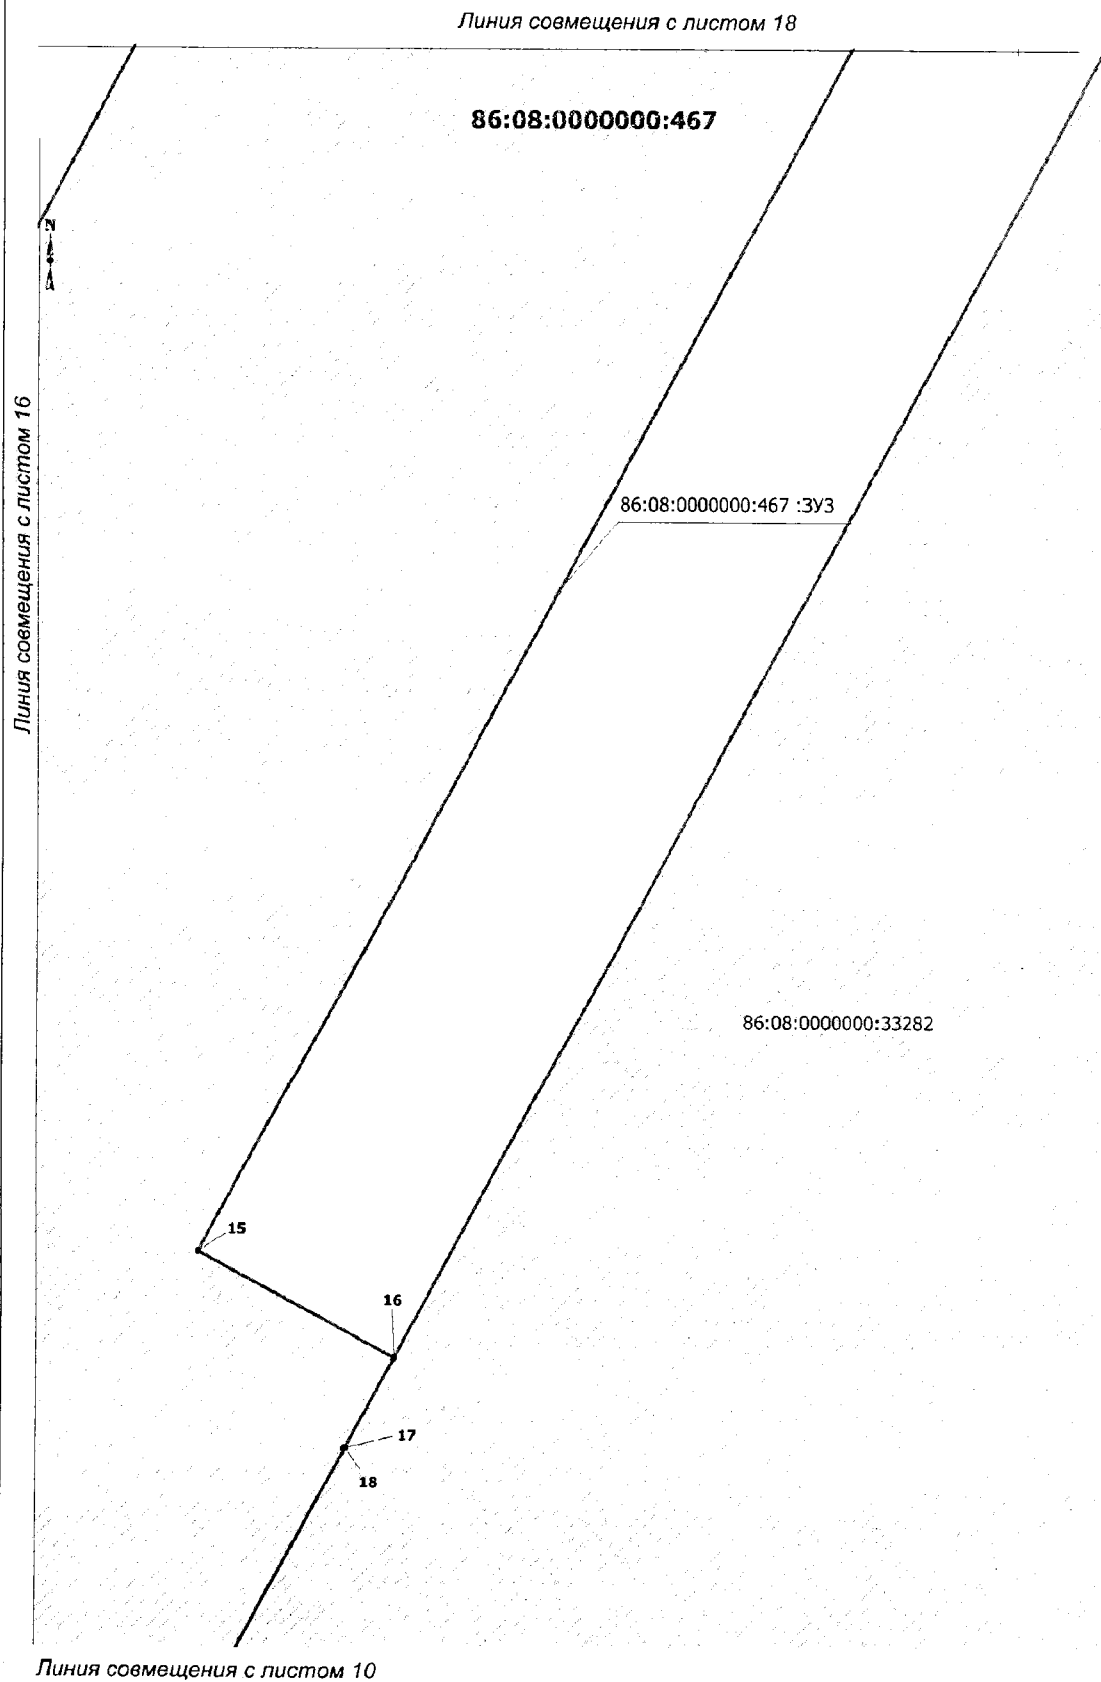 Линия совмещения с листом 18
86:08:0000000:467
N
Линия совмещения с листом 16
86:08:0000000:467 :ЗУ3
86:08:0000000:33282
15
16
17
18
Линия совмещения с листом 10